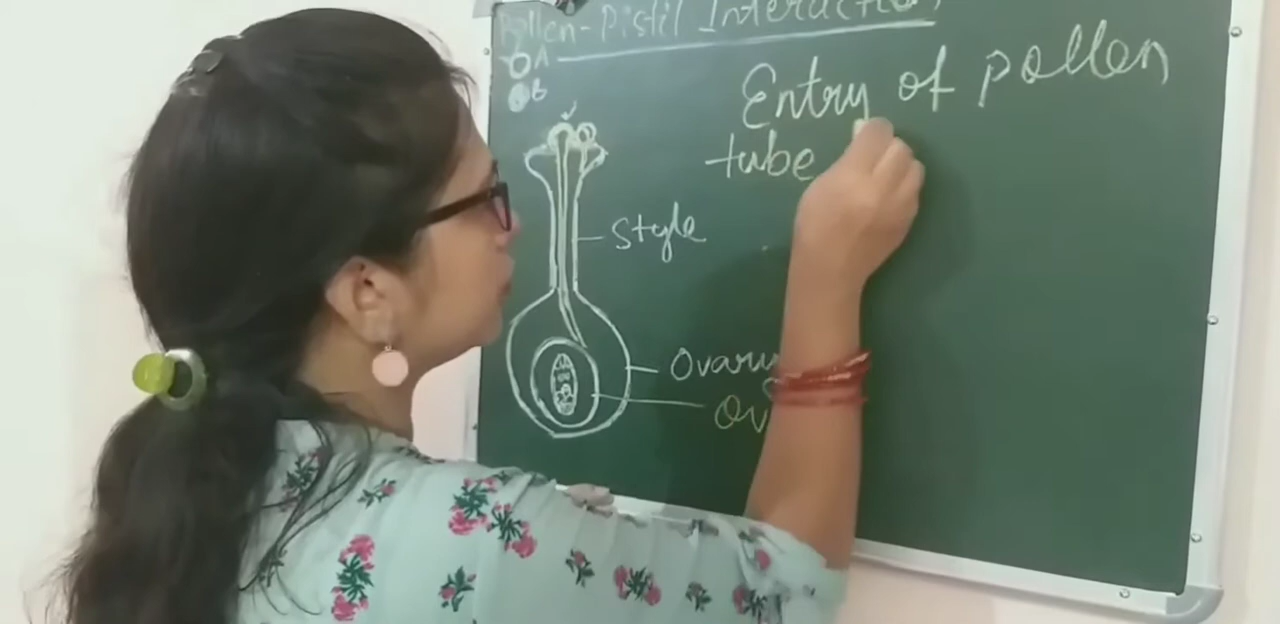 Pollen-Pistil Interaction
A
B
Entry of pollen
tube
Style
Ovary
Ov